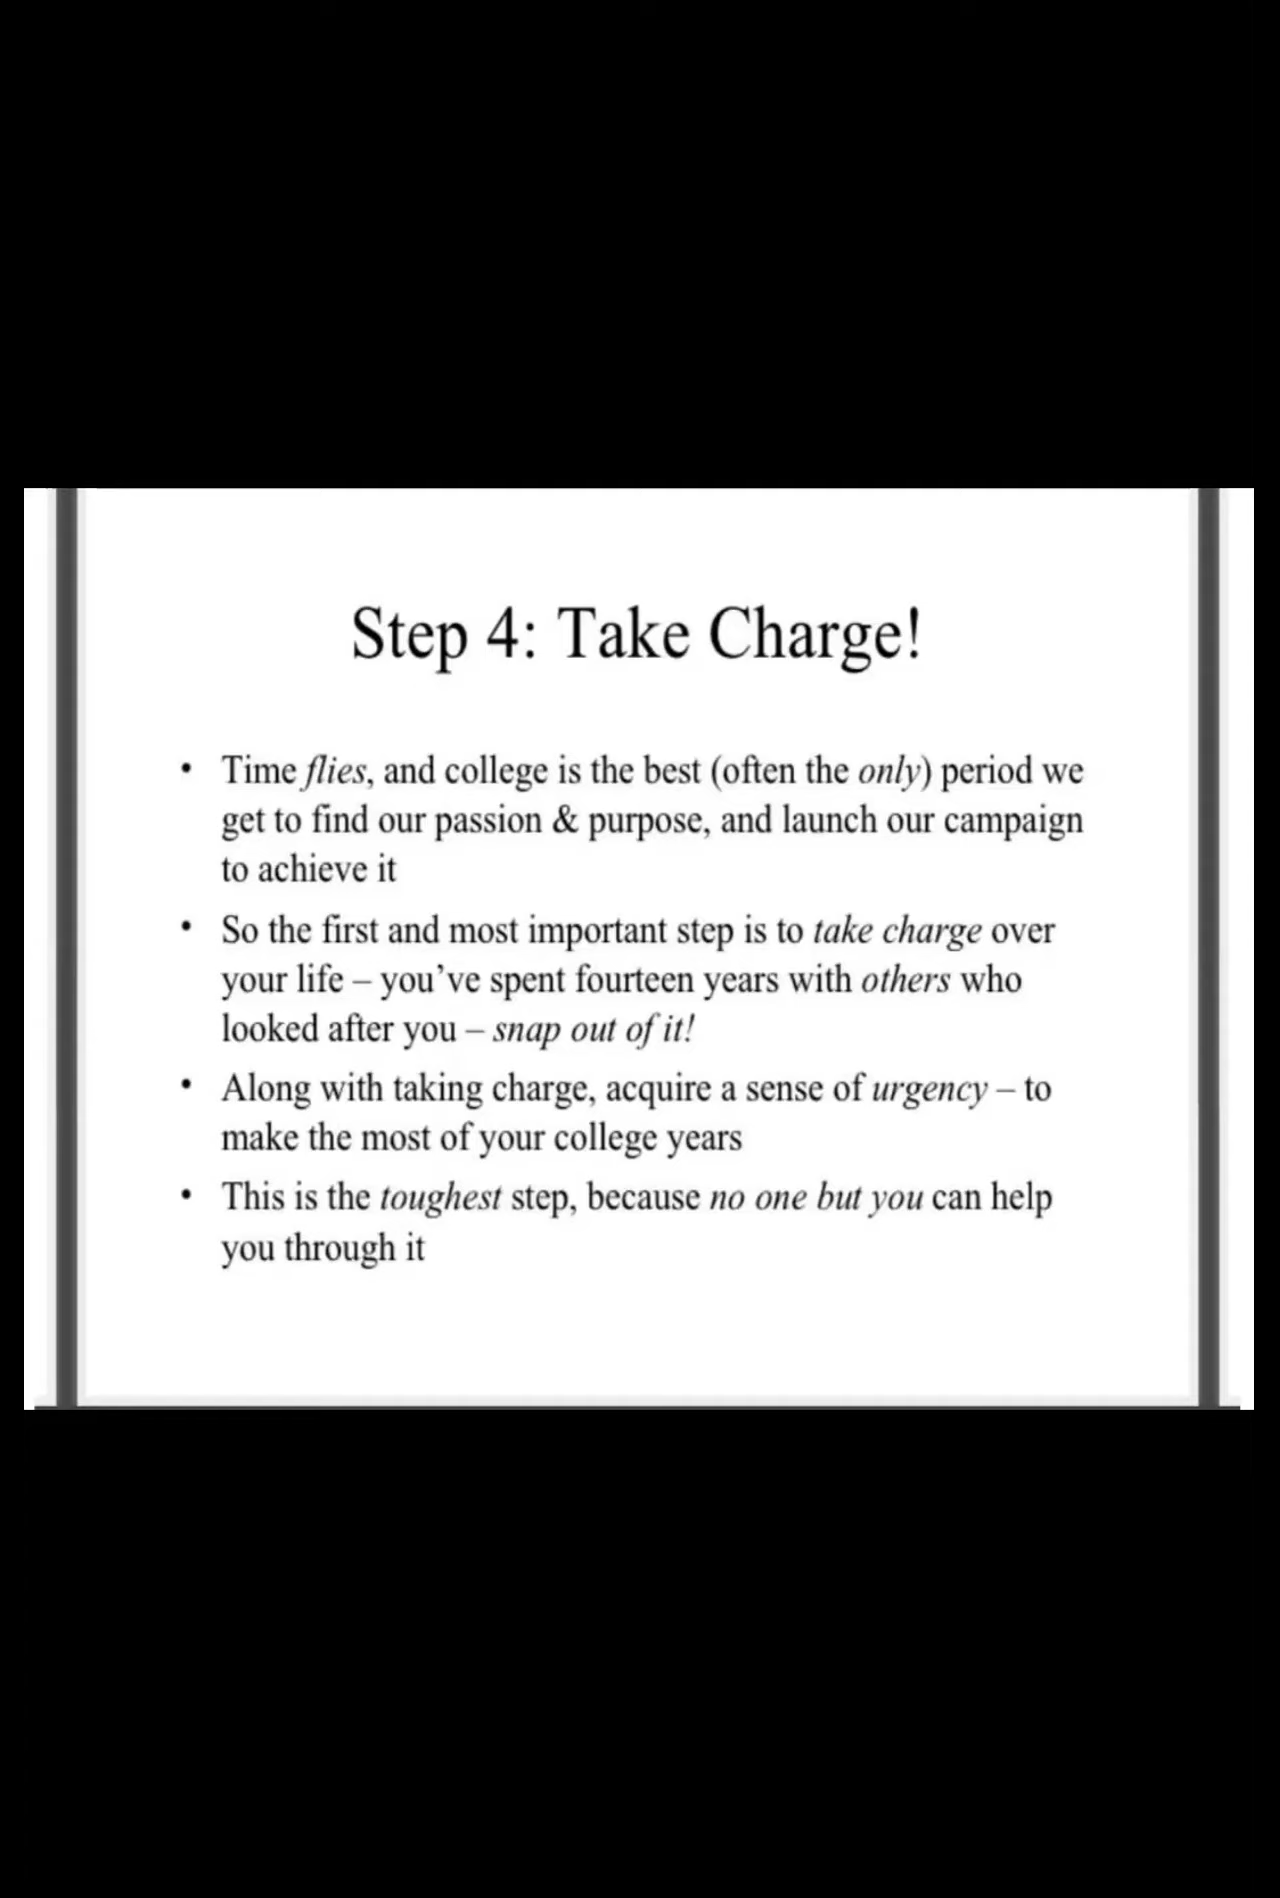 Step 4: Take Charge!
• Time flies, and college is the best (often the only) period we
get to find our passion & purpose, and launch our campaign
to achieve it
• So the first and most important step is to take charge over
your life – you’ve spent fourteen years with others who
looked after you – snap out of it!
• Along with taking charge, acquire a sense of urgency – to
make the most of your college years
• This is the toughest step, because no one but you can help
you through it